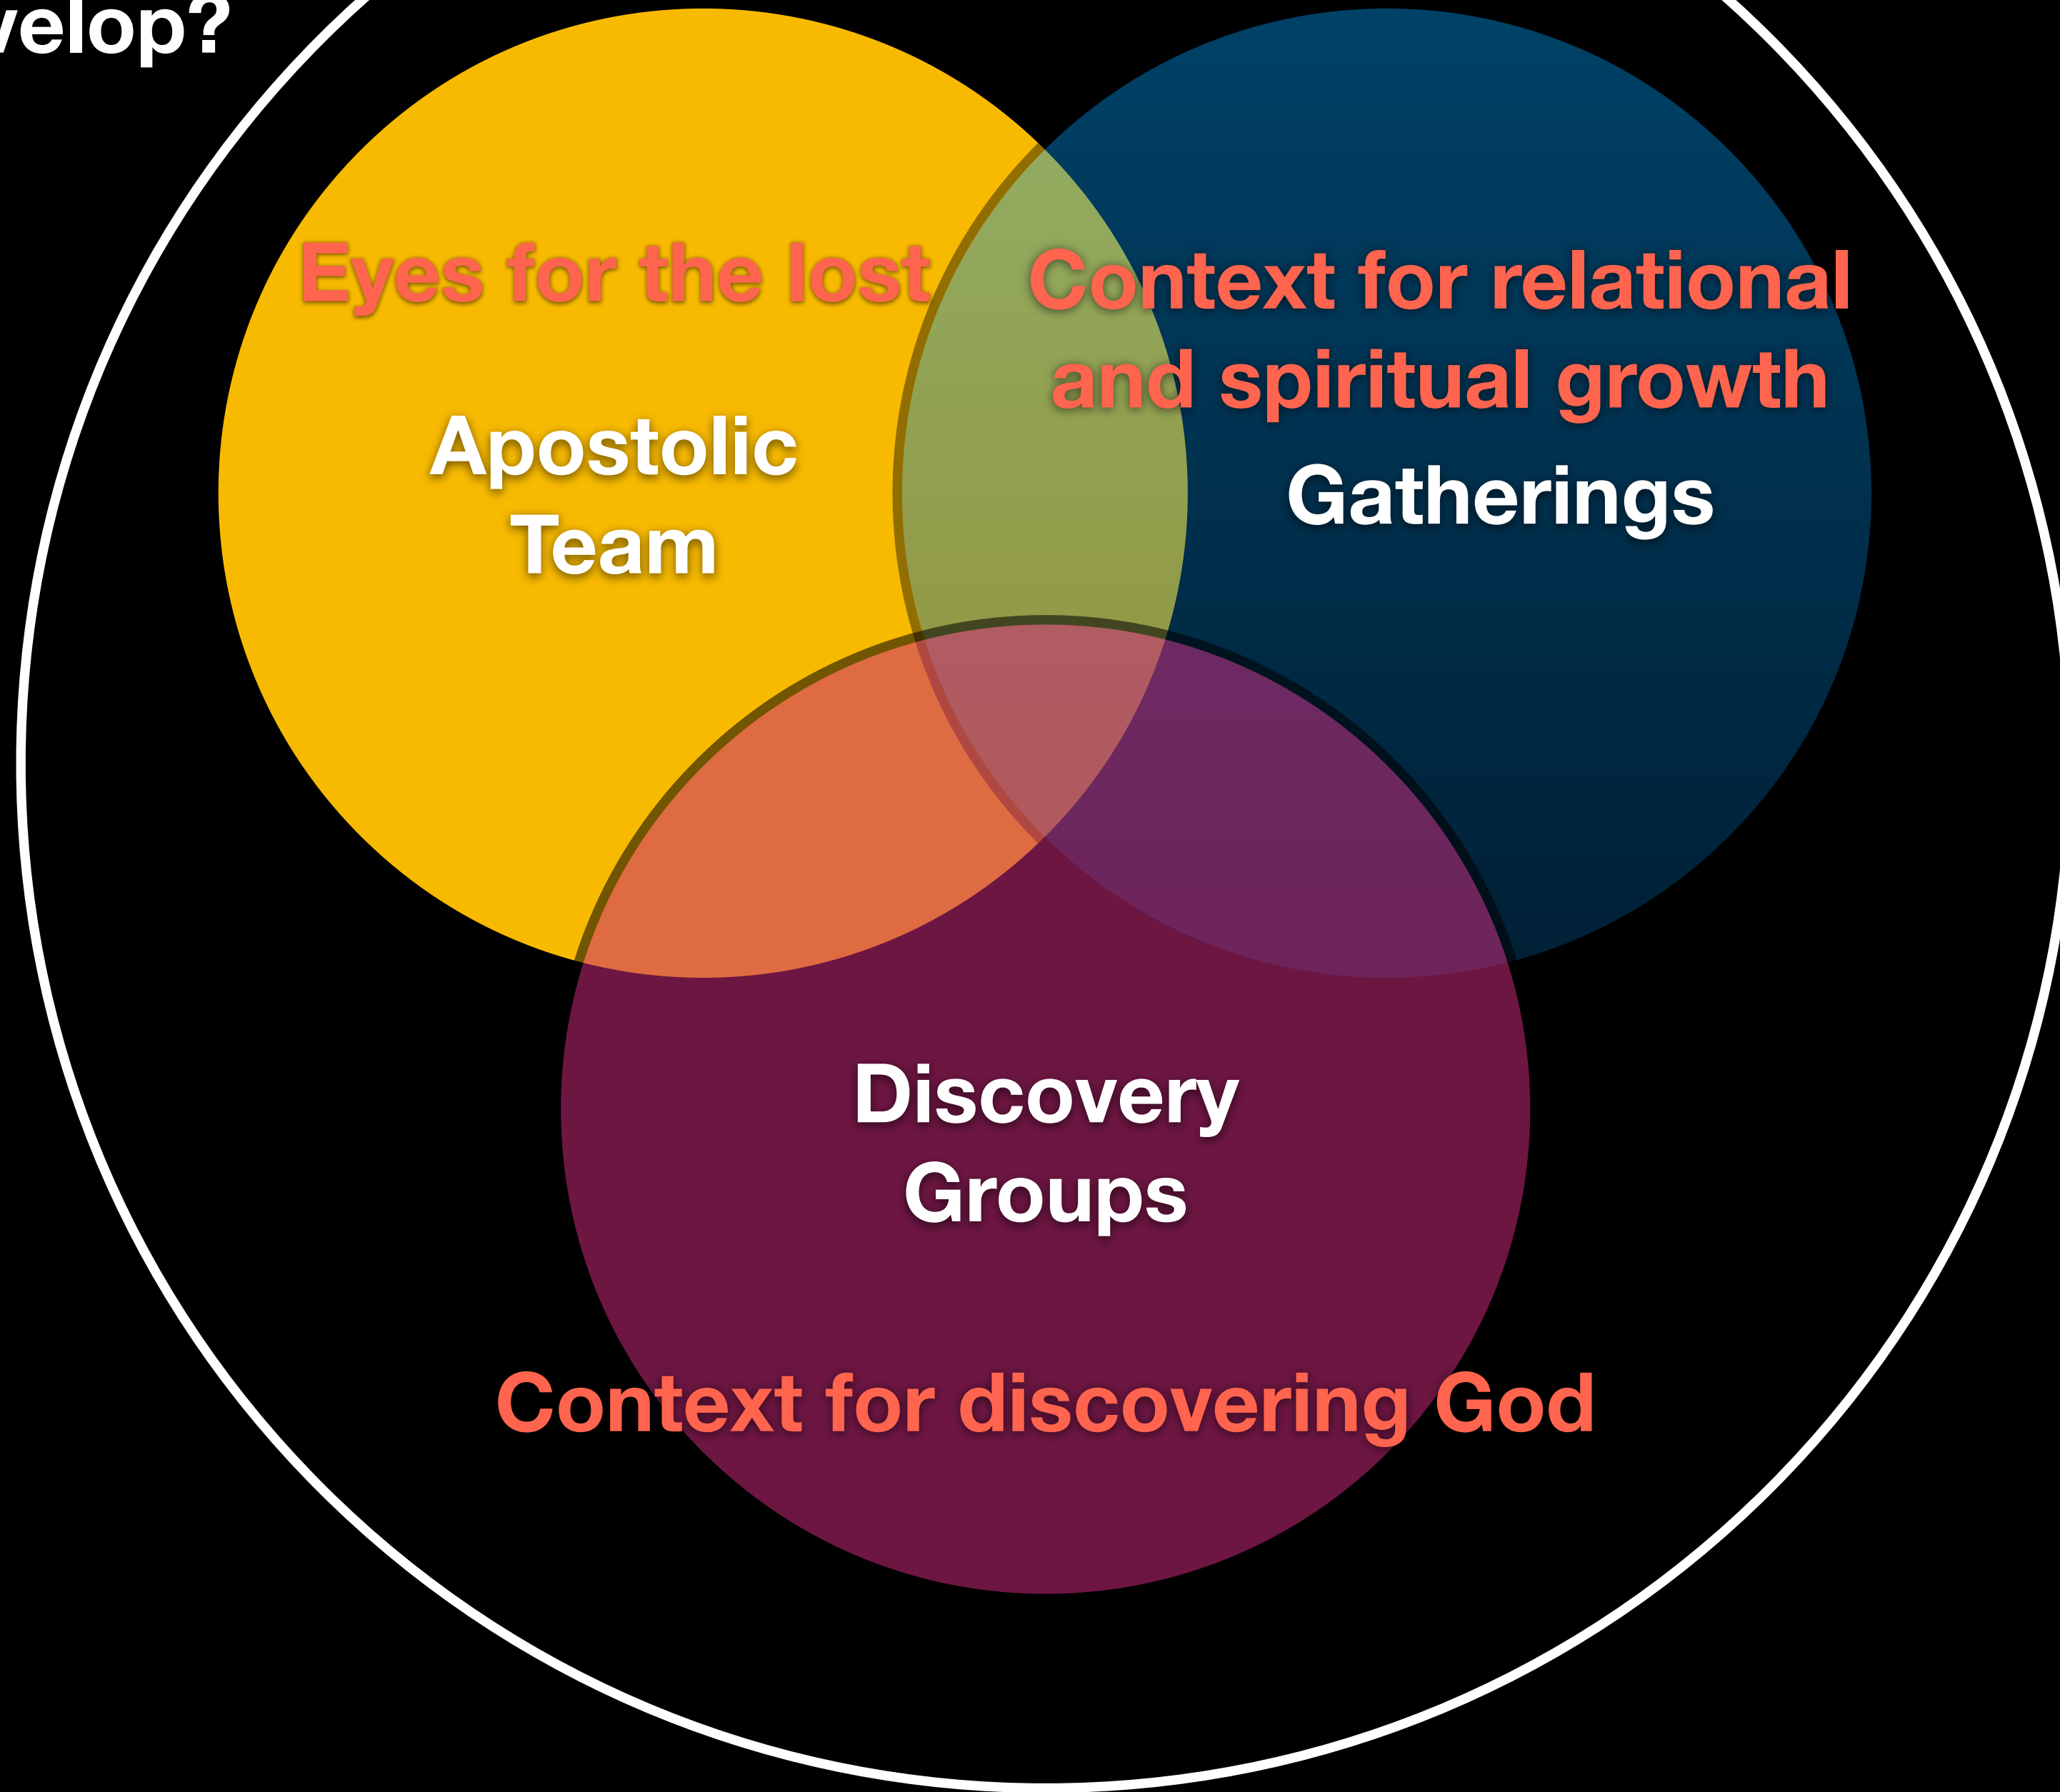 velop?
Eyes for the lost
Apostolic
Team
Context for relational
and spiritual growth
Gatherings
Discovery
Groups
Context for discovering God